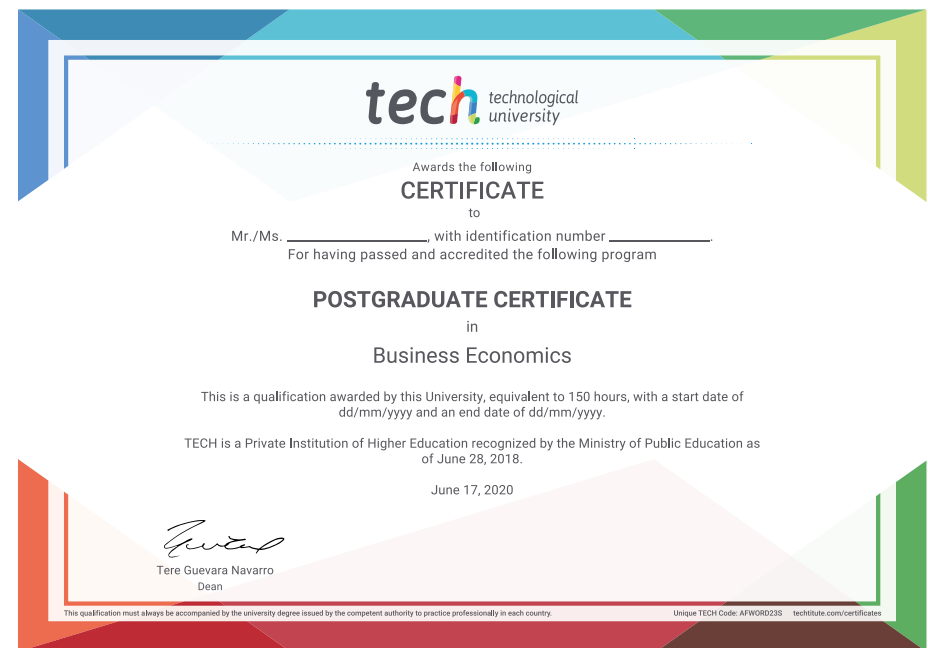 tech technological
university
Awards the following
CERTIFICATE
to
Mr./Ms. ____________________, with identification number ______________.
For having passed and accredited the following program
POSTGRADUATE CERTIFICATE
in
Business Economics
This is a qualification awarded by this University, equivalent to 150 hours, with a start date of
dd/mm/yyyy and an end date of dd/mm/yyyy.
TECH is a Private Institution of Higher Education recognized by the Ministry of Public Education as
of June 28, 2018.
June 17, 2020
Tere Guevara Navarro
Dean
This qualification must always be accompanied by the university degree issued by the competent authority to practice professionally in each country. Unique TECH Code: AFWORD23S techtitute.com/certificates